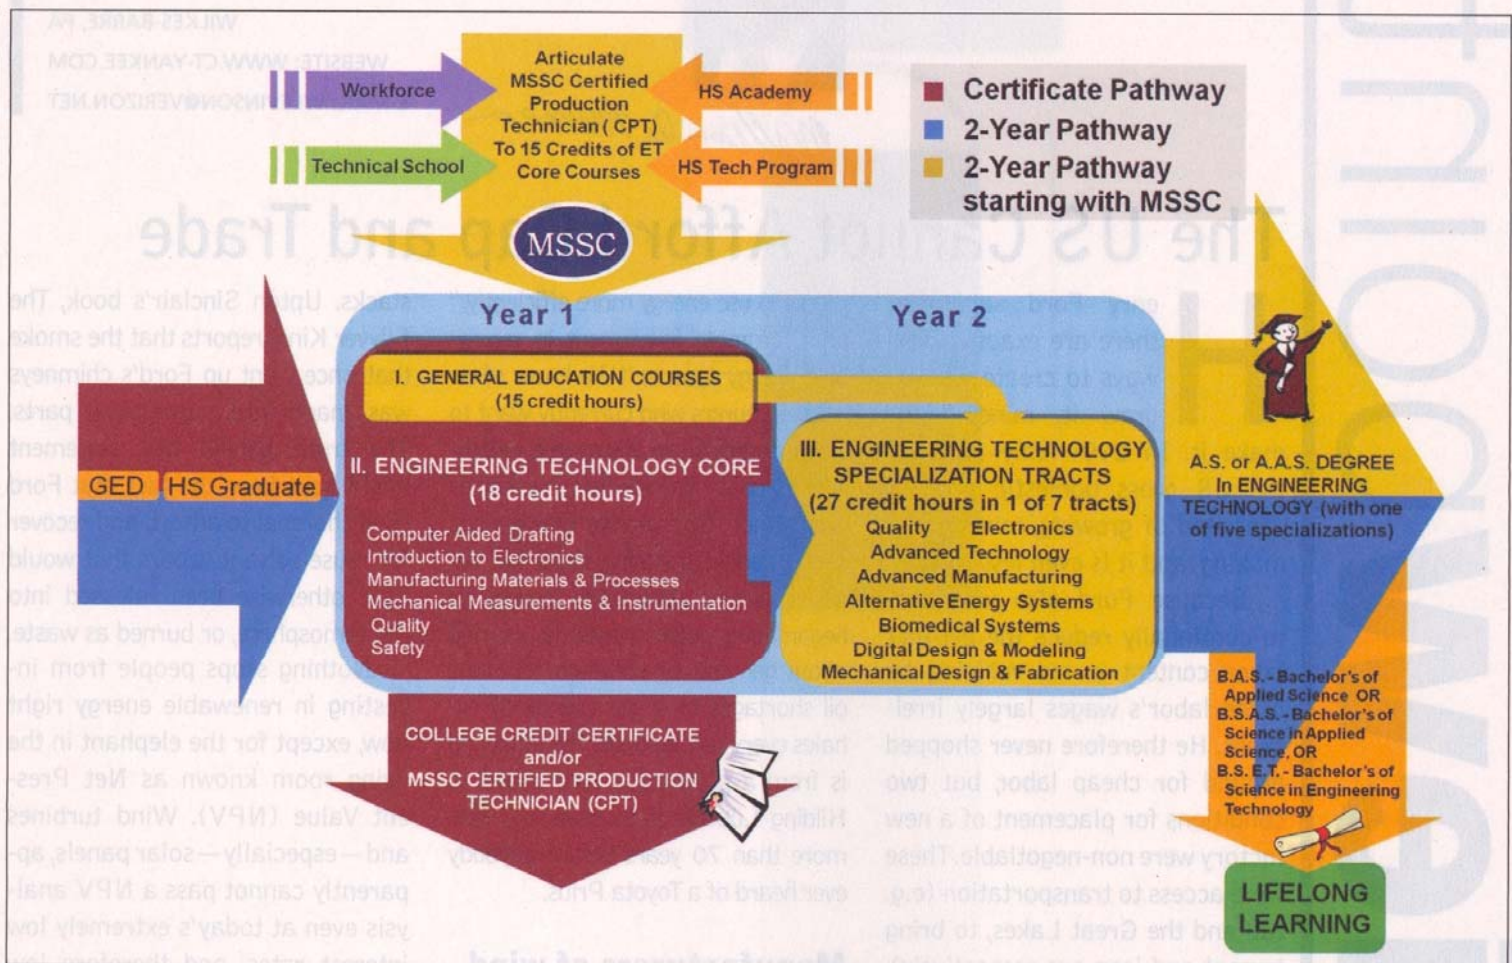 Articulate
MSSC Certified
Production
Technician ( CPT)
To 15 Credits of ET
Core Courses
Workforce
Technical School
HS Academy
HS Tech Program
MSSC
Certificate Pathway
2-Year Pathway
2-Year Pathway
starting with MSSC
Year 1
Year 2
GED
HS Graduate
I. GENERAL EDUCATION COURSES
(15 credit hours)
II. ENGINEERING TECHNOLOGY CORE
(18 credit hours)
Computer Aided Drafting
Introduction to Electronics
Manufacturing Materials & Processes
Mechanical Measurements & Instrumentation
Quality
Safety
III. ENGINEERING TECHNOLOGY
SPECIALIZATION TRACTS
(27 credit hours in 1 of 7 tracts)
Quality Electronics
Advanced Technology
Advanced Manufacturing
Alternative Energy Systems
Biomedical Systems
Digital Design & Modeling
Mechanical Design & Fabrication
COLLEGE CREDIT CERTIFICATE
and/or
MSSC CERTIFIED PRODUCTION
TECHNICIAN (CPT)
A.S. or A.A.S. DEGREE
In ENGINEERING
TECHNOLOGY (with one
of five specializations)
B.A.S. - Bachelor's of
Applied Science OR
B.S.A.S. - Bachelor's of
Science in Applied
Science, OR
B.S. E.T. - Bachelor's of
Science in Engineering
Technology
LIFELONG
LEARNING